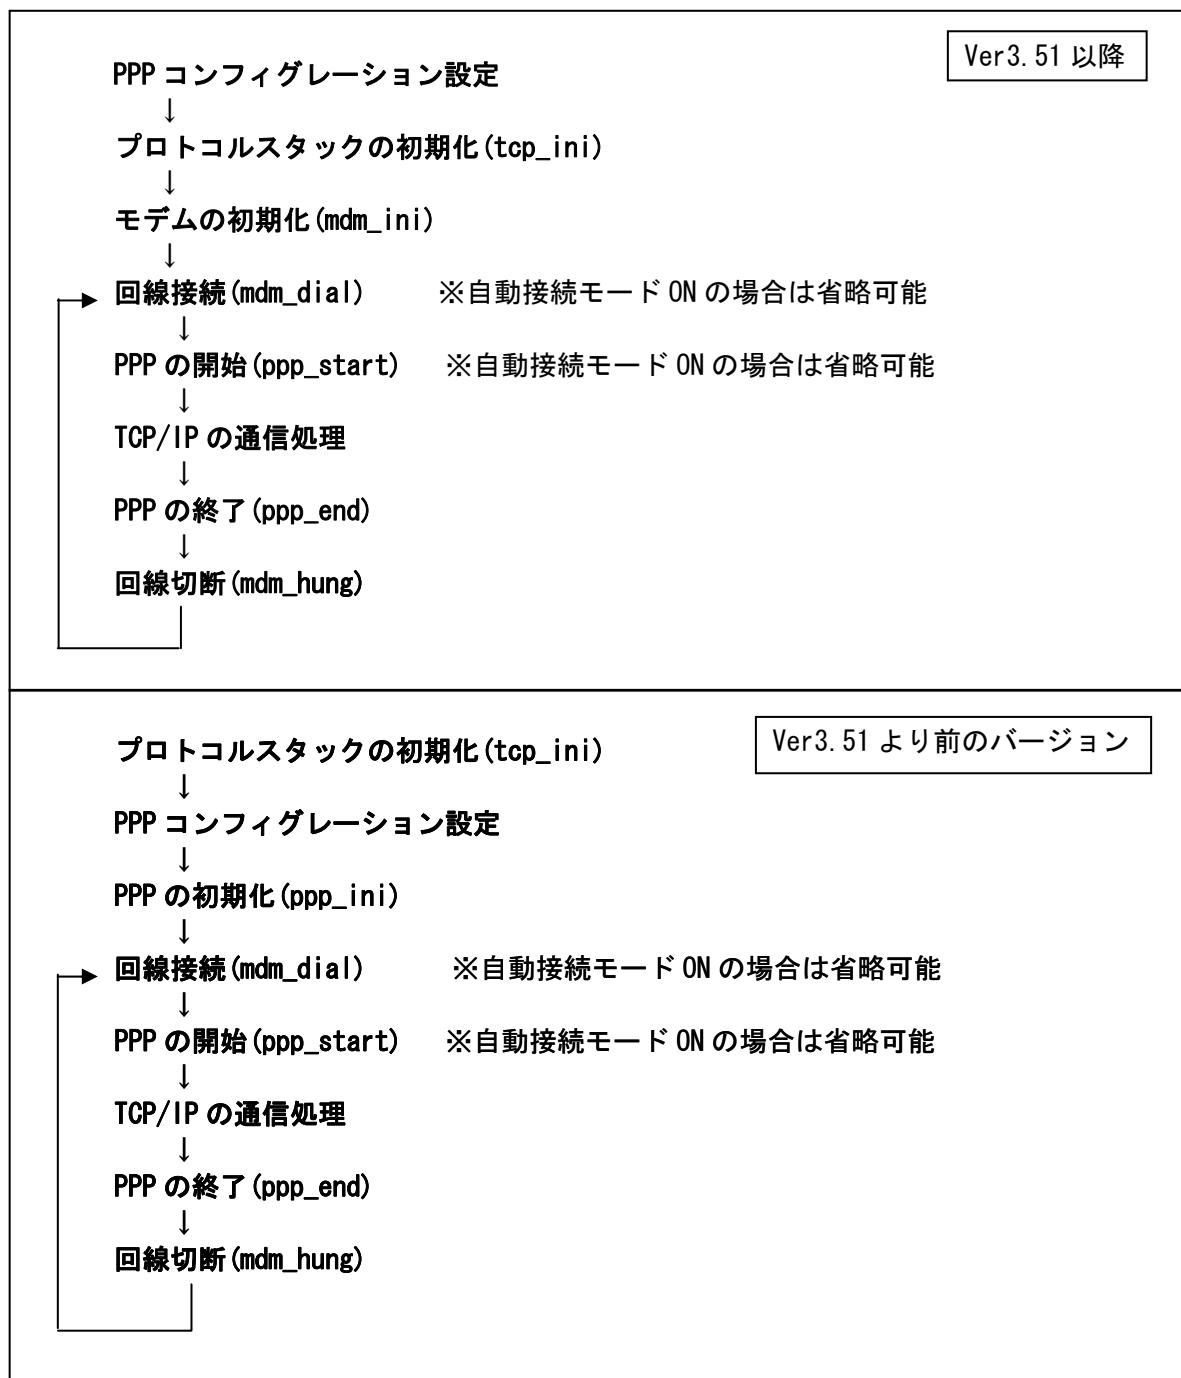 Ver3.51 以降
PPP コンフィグレーション設定
↓
プロトコルスタックの初期化(tcp_ini)
↓
モデムの初期化(mdm_ini)
↓
回線接続(mdm_dial) ※自動接続モード ON の場合は省略可能
↓
PPP の開始(ppp_start) ※自動接続モード ON の場合は省略可能
↓
TCP/IP の通信処理
↓
PPP の終了(ppp_end)
↓
回線切断(mdm_hung)
Ver3.51 より前のバージョン
プロトコルスタックの初期化(tcp_ini)
↓
PPP コンフィグレーション設定
↓
PPP の初期化(ppp_ini)
↓
回線接続(mdm_dial) ※自動接続モード ON の場合は省略可能
↓
PPP の開始(ppp_start) ※自動接続モード ON の場合は省略可能
↓
TCP/IP の通信処理
↓
PPP の終了(ppp_end)
↓
回線切断(mdm_hung)